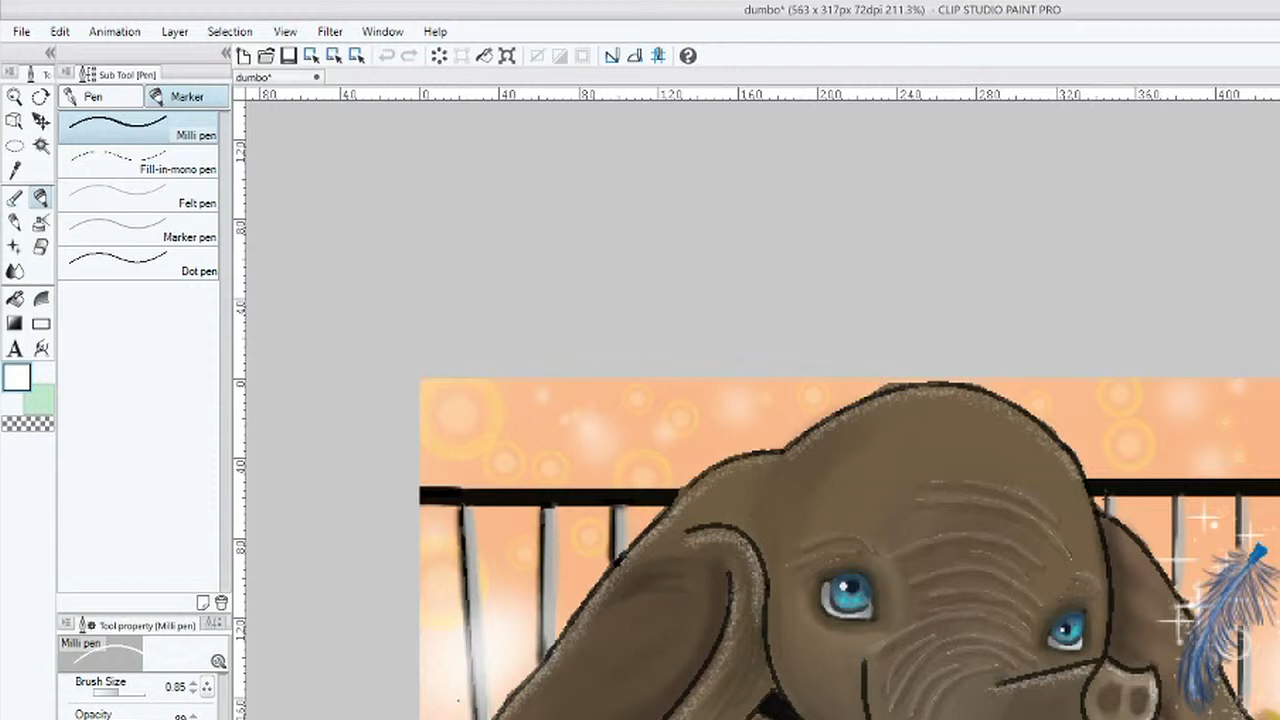 dumbo* (563 x 317px 72dpi 211.3%) - CLIP STUDIO PAINT PRO
File Edit Animation Layer Selection View Filter Window Help
Sub Tool [Pen]
dumbo*
Pen Marker
80 40 0 40 80 120 160 200 240 280 320 360 400
Milli pen
Fill-in-mono pen
Felt pen
Marker pen
Dot pen
A
Tool property [Milli pen]
Milli pen
Brush Size 0.85
Opacity